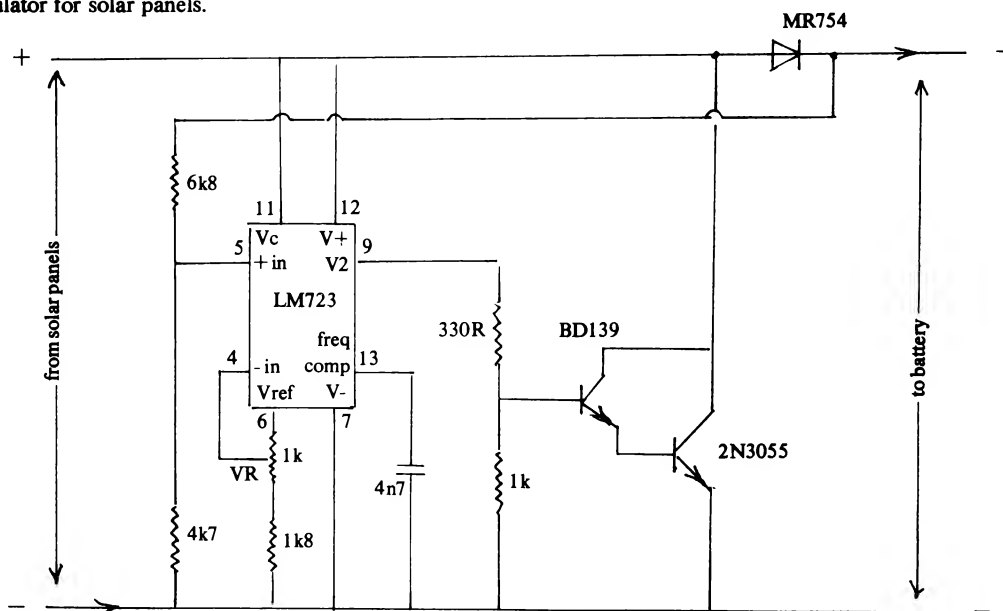 ulator for solar panels.
MR754
+
–
6k8
11 12
Vc V+
5 9
+ in V2
LM723
freq
comp
13
4
- in
Vref V-
6 7
from solar panels
330R
BD139
to battery
1k
VR
4n7
1k
2N3055
4k7
1k8
–